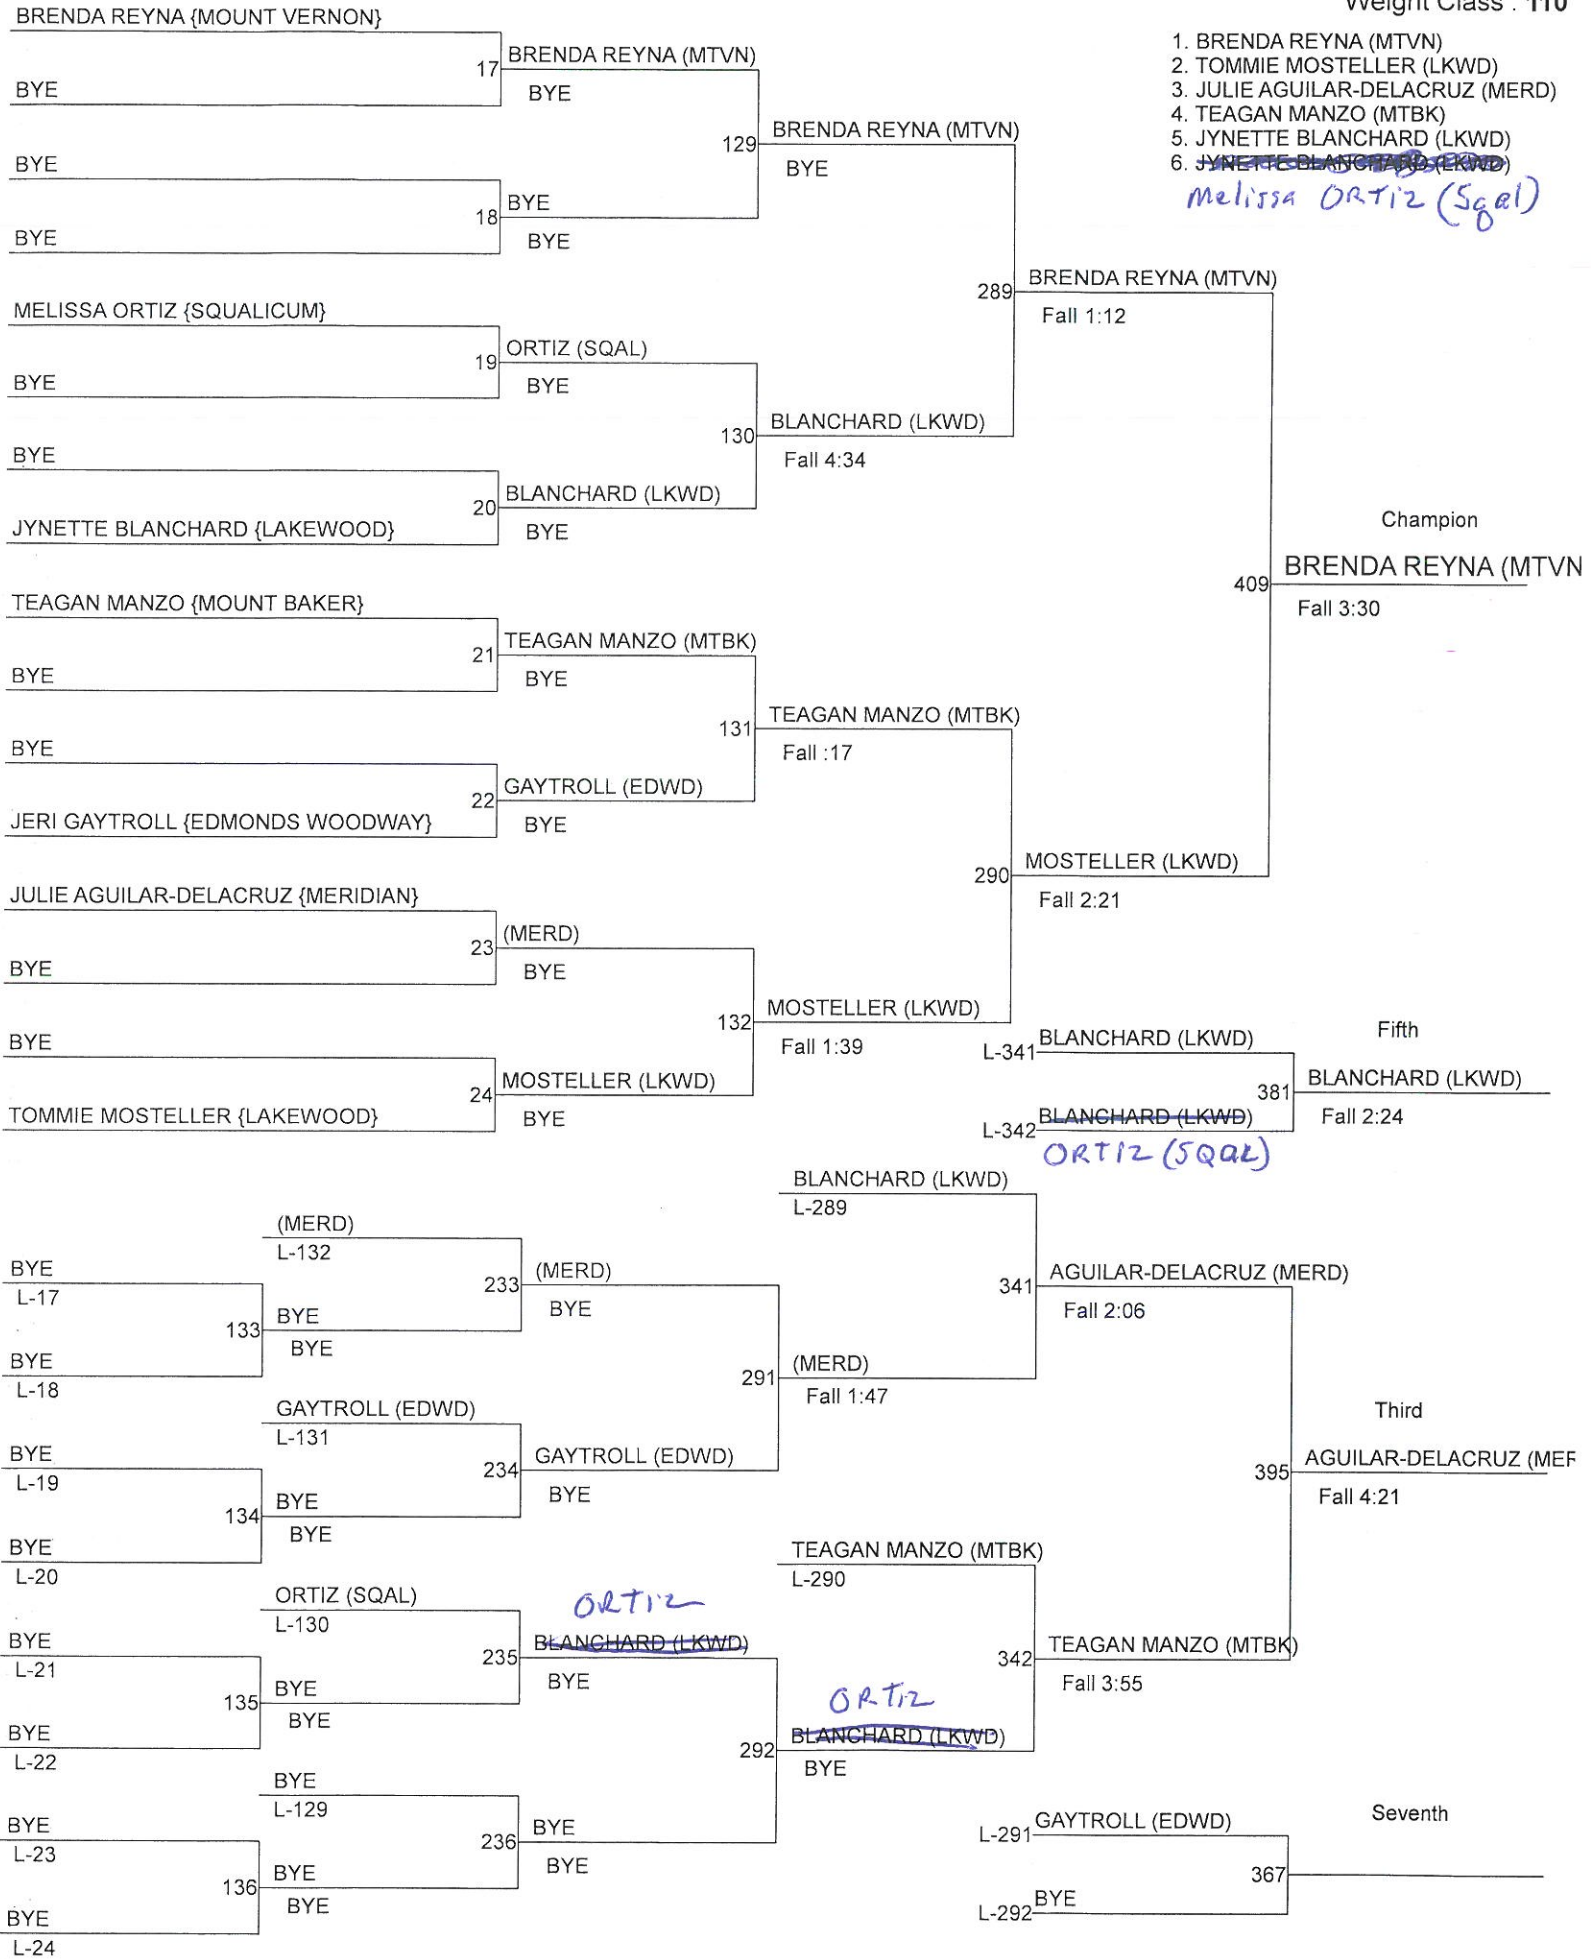 Weight Class : 110
1. BRENDA REYNA (MTVN)
2. TOMMIE MOSTELLER (LKWD)
3. JULIE AGUILAR-DELACRUZ (MERD)
4. TEAGAN MANZO (MTBK)
5. JYNETTE BLANCHARD (LKWD)
6. JYNETTE BLANCHARD (LKWD)
Melissa ORTiz (Sqal)
BRENDA REYNA {MOUNT VERNON}
17
BYE
BRENDA REYNA (MTVN)
BYE
BYE
18
BYE
BYE
BYE
129
BRENDA REYNA (MTVN)
BYE
MELISSA ORTIZ {SQUALICUM}
19
BYE
ORTIZ (SQAL)
BYE
BYE
20
JYNETTE BLANCHARD {LAKEWOOD}
BLANCHARD (LKWD)
BYE
130
BLANCHARD (LKWD)
Fall 4:34
289
BRENDA REYNA (MTVN)
Fall 1:12
TEAGAN MANZO {MOUNT BAKER}
21
BYE
TEAGAN MANZO (MTBK)
BYE
BYE
22
JERI GAYTROLL {EDMONDS WOODWAY}
GAYTROLL (EDWD)
BYE
131
TEAGAN MANZO (MTBK)
Fall :17
JULIE AGUILAR-DELACRUZ {MERIDIAN}
23
BYE
(MERD)
BYE
BYE
24
TOMMIE MOSTELLER {LAKEWOOD}
MOSTELLER (LKWD)
BYE
132
MOSTELLER (LKWD)
Fall 1:39
290
MOSTELLER (LKWD)
Fall 2:21
Champion
409
BRENDA REYNA (MTVN
Fall 3:30
Fifth
BLANCHARD (LKWD)
L-341
381
BLANCHARD (LKWD)
L-342
ORTIZ (SQAL)
BLANCHARD (LKWD)
Fall 2:24
BYE
L-17
133
BYE
L-18
(MERD)
L-132
233
BYE
BYE
(MERD)
BYE
BYE
L-19
134
BYE
L-20
GAYTROLL (EDWD)
L-131
234
BYE
BYE
GAYTROLL (EDWD)
BYE
291
(MERD)
Fall 1:47
BLANCHARD (LKWD)
L-289
341
AGUILAR-DELACRUZ (MERD)
Fall 2:06
BYE
L-21
135
BYE
L-22
ORTIZ (SQAL)
L-130
235
BYE
BYE
ORTIZ
BLANCHARD (LKWD)
BYE
BYE
L-23
136
BYE
L-24
BYE
L-129
236
BYE
BYE
BYE
BYE
292
ORTIZ
BLANCHARD (LKWD)
BYE
TEAGAN MANZO (MTBK)
L-290
342
TEAGAN MANZO (MTBK)
Fall 3:55
Third
395
AGUILAR-DELACRUZ (MER
Fall 4:21
Seventh
GAYTROLL (EDWD)
L-291
367
BYE
L-292